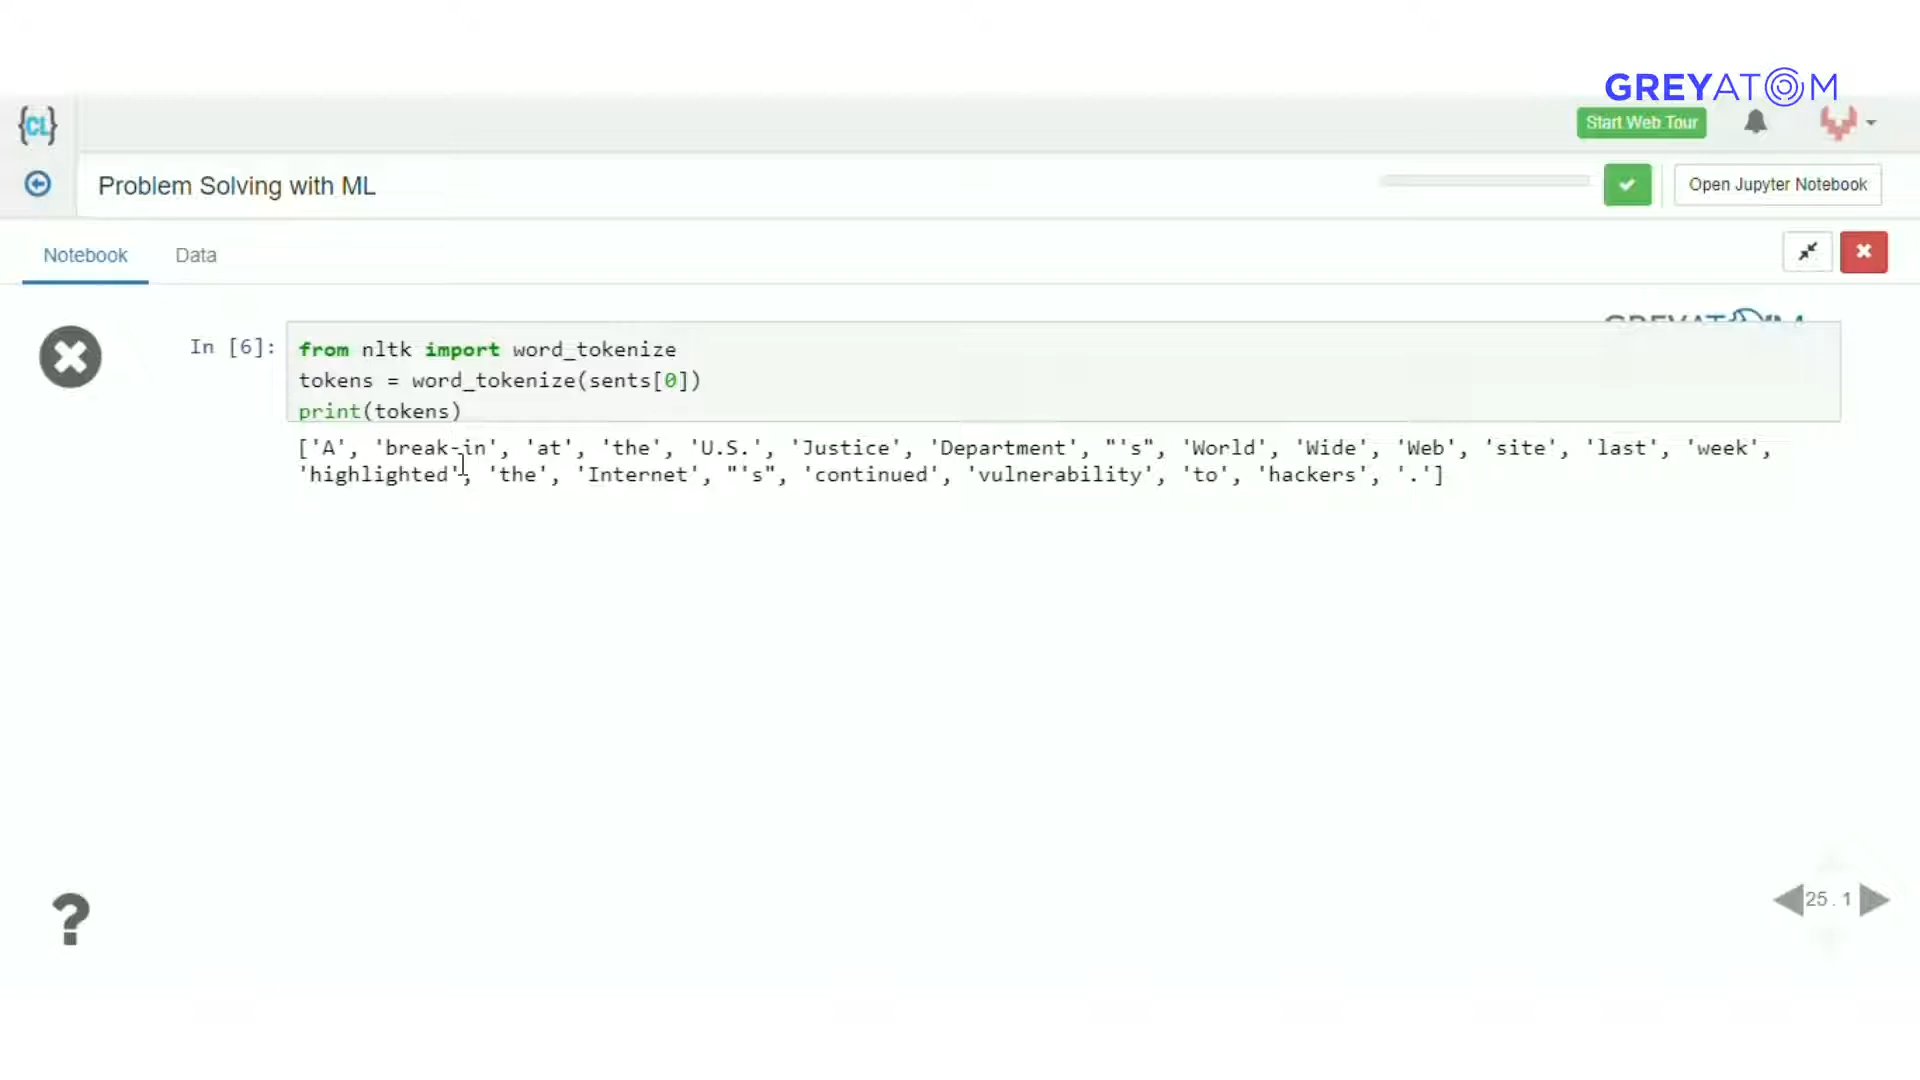 GREYATOM
{CL}
Start Web Tour
Problem Solving with ML
Open Jupyter Notebook
Notebook
Data
GREYATOM
In [6]:
from nltk import word_tokenize
tokens = word_tokenize(sents[0])
print(tokens)
['A', 'break-in', 'at', 'the', 'U.S.', 'Justice', 'Department', "'s", 'World', 'Wide', 'Web', 'site', 'last', 'week',
'highlighted', 'the', 'Internet', "'s", 'continued', 'vulnerability', 'to', 'hackers', '.']
?
25 . 1